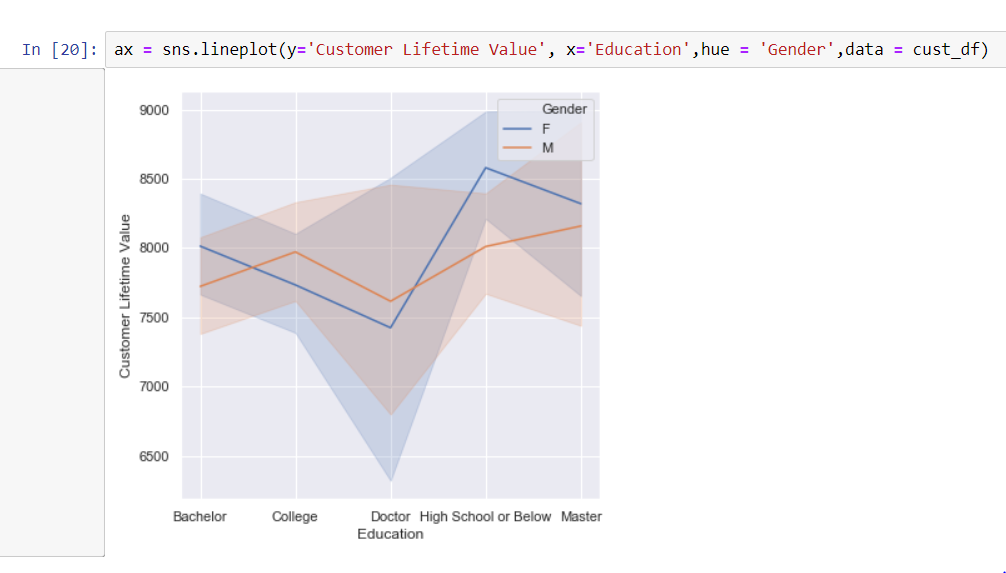 In [20]: ax = sns.lineplot(y='Customer Lifetime Value', x='Education',hue = 'Gender',data = cust_df)
Gender
F
M
9000
8500
8000
7500
7000
6500
Customer Lifetime Value
Bachelor College Doctor High School or Below Master
Education